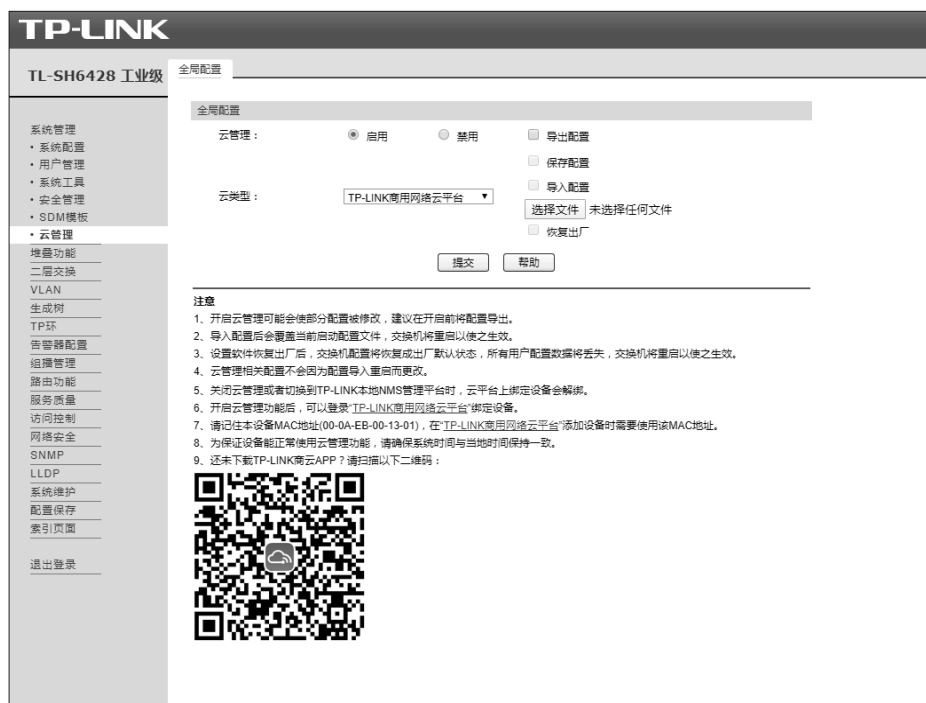 TP-LINK
TL-SH6428 工业级
全局配置
系统管理
• 系统配置
• 用户管理
• 系统工具
• 安全管理
• SDM模板
• 云管理
堆叠功能
二层交换
VLAN
生成树
TP环
告警器配置
组播管理
路由功能
服务质量
访问控制
网络安全
SNMP
LLDP
系统维护
配置保存
索引页面
退出登录
全局配置
云管理： 启用 禁用 导出配置
保存配置
导入配置
云类型： TP-LINK商用网络云平台
选择文件 未选择任何文件
恢复出厂
提交 帮助
注意
1、开启云管理可能会使部分配置被修改，建议在开启前将配置导出。
2、导入配置后会覆盖当前启动配置文件，交换机将重启以使之生效。
3、设置软件恢复出厂后，交换机配置将恢复成出厂默认状态，所有用户配置数据将丢失，交换机将重启以使之生效。
4、云管理相关配置不会因为配置导入重启而更改。
5、关闭云管理或者切换到TP-LINK本地NMS管理平台时，云平台上绑定设备会解绑。
6、开启云管理功能后，可以登录“TP-LINK商用网络云平台”绑定设备。
7、请记住本设备MAC地址(00-0A-EB-00-13-01)，在“TP-LINK商用网络云平台”添加设备时需要使用该MAC地址。
8、为保证设备能正常使用云管理功能，请确保系统时间与当地时间保持一致。
9、还未下载TP-LINK商云APP？请扫描以下二维码：